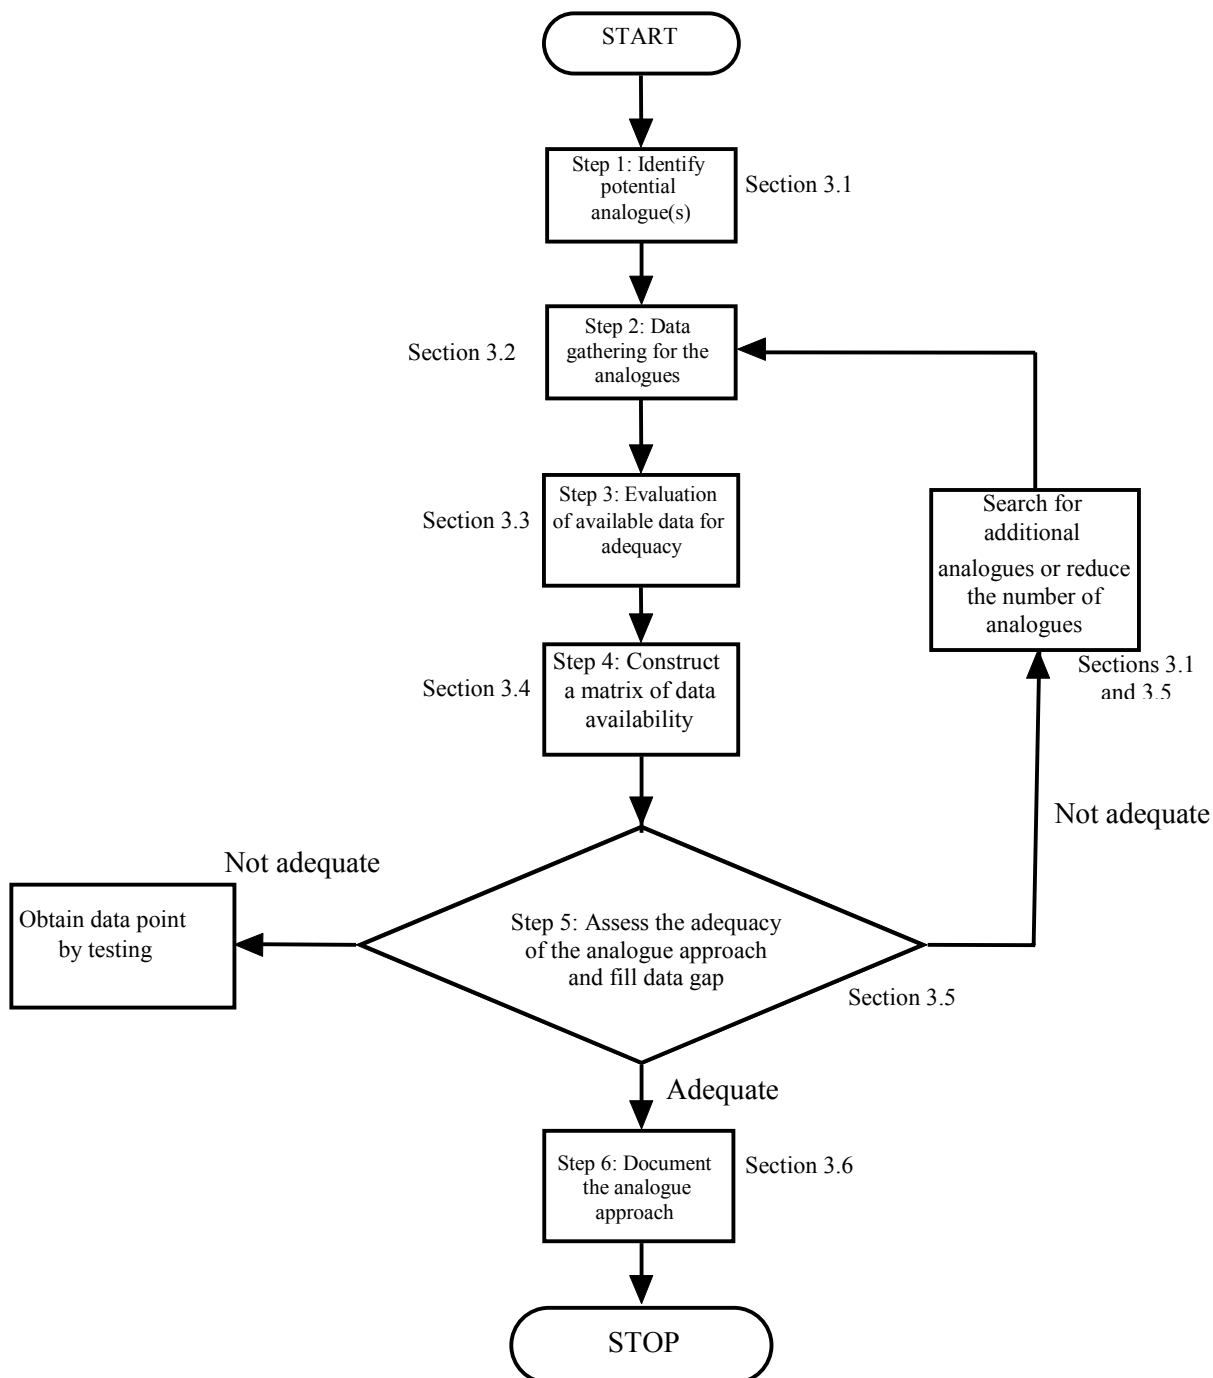 START
Step 1: Identify
potential
analogue(s)
Section 3.1
Step 2: Data
gathering for the
analogues
Section 3.2
Step 3: Evaluation
of available data for
adequacy
Section 3.3
Search for
additional
analogues or reduce
the number of
analogues
Sections 3.1
and 3.5
Step 4: Construct
a matrix of data
availability
Section 3.4
Not adequate
Not adequate
Obtain data point
by testing
Step 5: Assess the adequacy
of the analogue approach
and fill data gap
Section 3.5
Adequate
Step 6: Document
the analogue
approach
Section 3.6
STOP